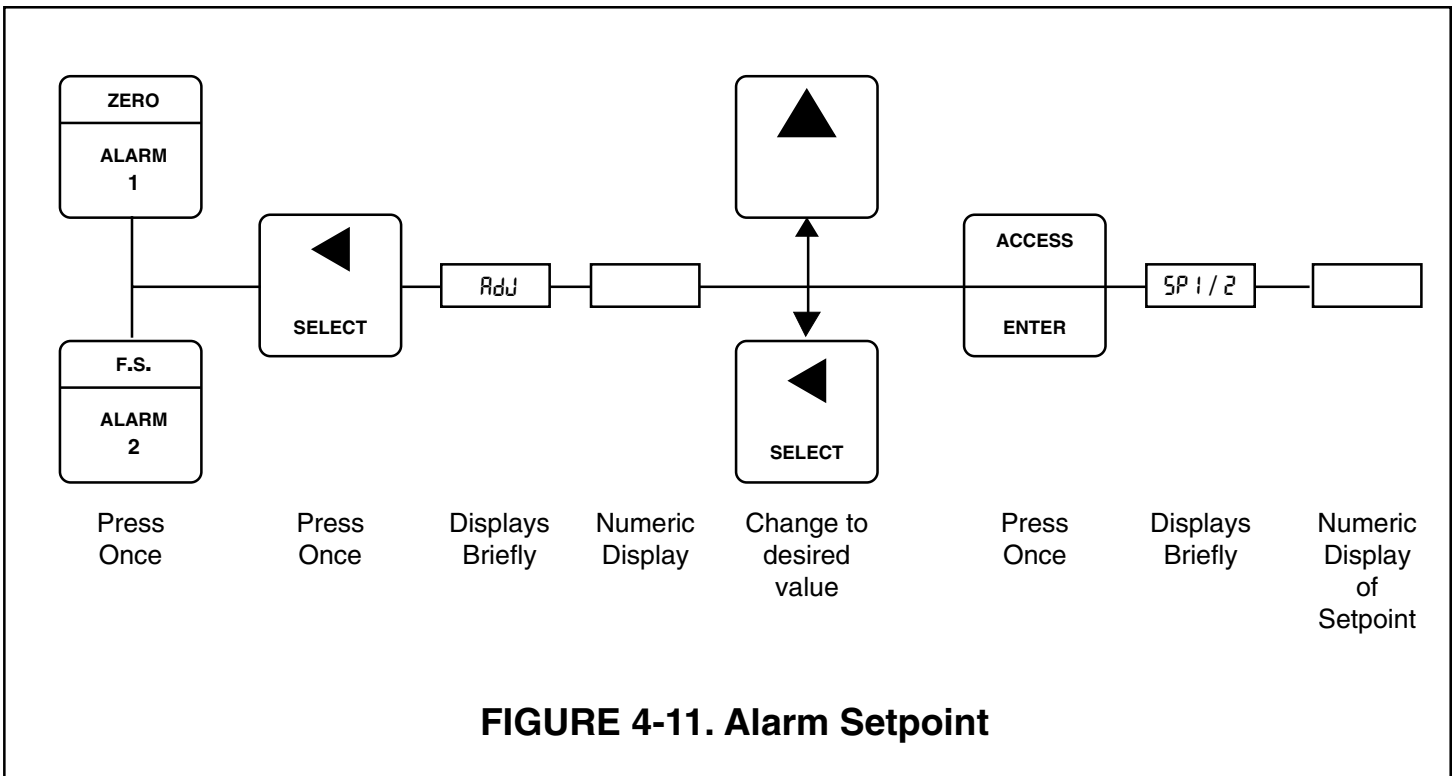 ZERO
ALARM
1
F.S.
ALARM
2
SELECT
AdJ
SELECT
ACCESS
ENTER
SP1/2
Press
Once
Press
Once
Displays
Briefly
Numeric
Display
Change to
desired
value
Press
Once
Displays
Briefly
Numeric
Display
of
Setpoint
FIGURE 4-11. Alarm Setpoint